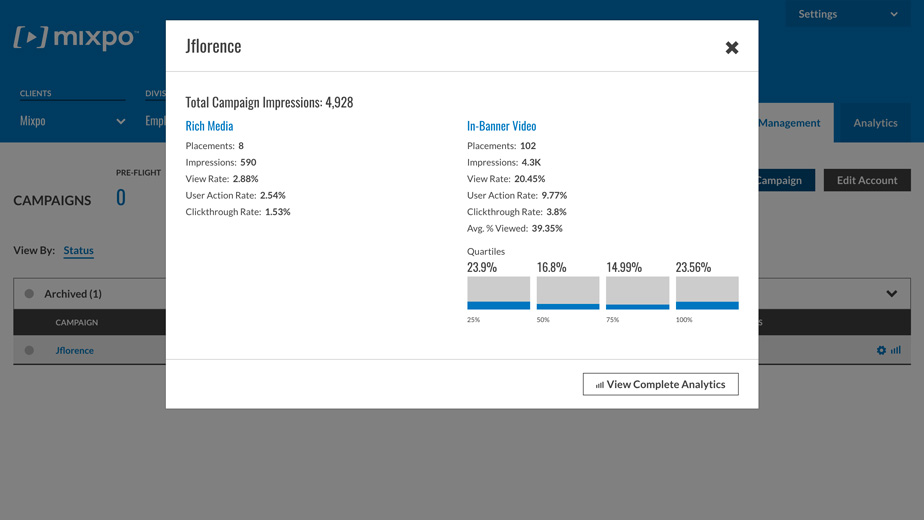 Settings
mixpo™
Jflorence
CLIENTS
DIVIS
Mixpo
Empl
Management
Analytics
Total Campaign Impressions: 4,928
Rich Media
Placements: 8
Impressions: 590
View Rate: 2.88%
User Action Rate: 2.54%
Clickthrough Rate: 1.53%
In-Banner Video
Placements: 102
Impressions: 4.3K
View Rate: 20.45%
User Action Rate: 9.77%
Clickthrough Rate: 3.8%
Avg. % Viewed: 39.35%
Quartiles
23.9% 16.8% 14.99% 23.56%
25% 50% 75% 100%
PRE-FLIGHT
CAMPAIGNS 0
Campaign
Edit Account
View By: Status
Archived (1)
CAMPAIGN
S
Jflorence
View Complete Analytics